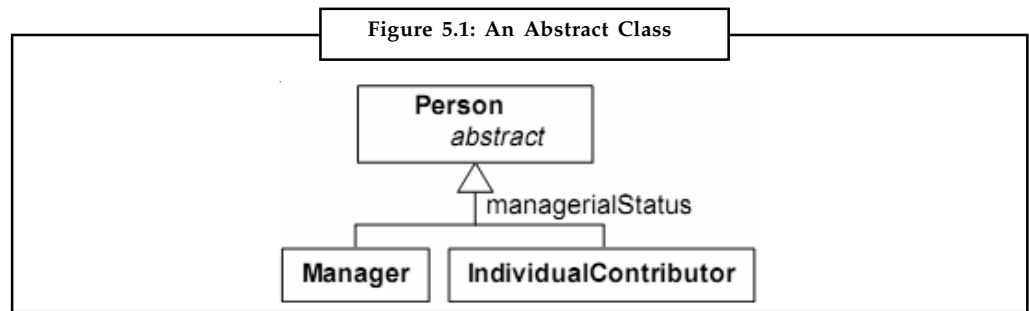 Figure 5.1: An Abstract Class
Person
abstract
managerialStatus
Manager
IndividualContributor